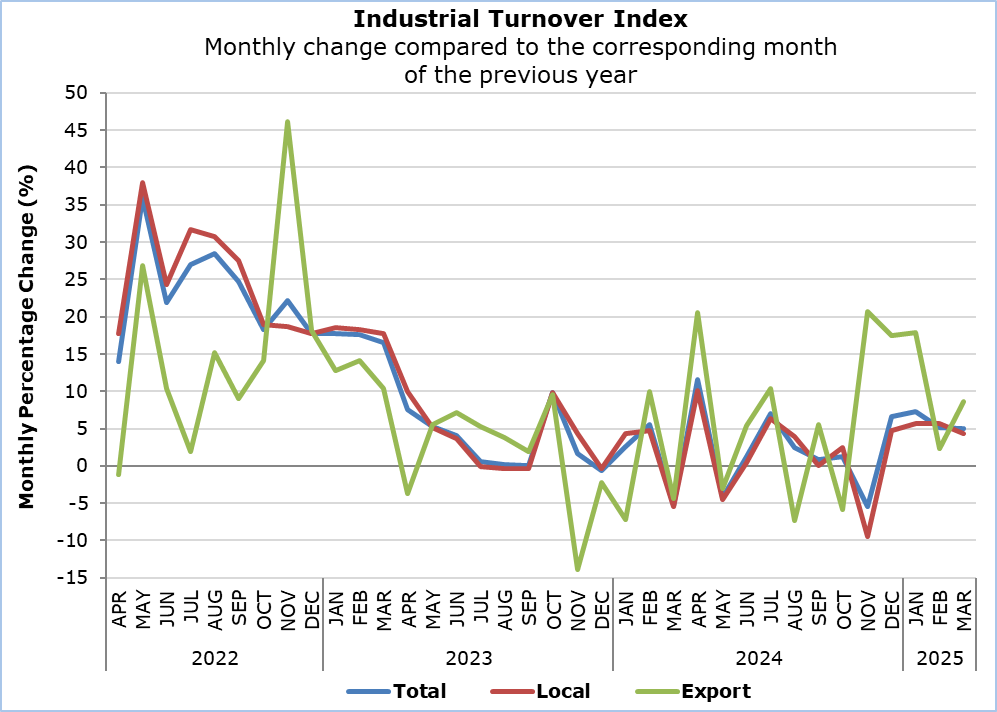 Industrial Turnover Index
Monthly change compared to the corresponding month
of the previous year
Monthly Percentage Change (%)
50
45
40
35
30
25
20
15
10
5
0
-5
-10
-15
APR MAY JUN JUL AUG SEP OCT NOV DEC JAN FEB MAR APR MAY JUN JUL AUG SEP OCT NOV DEC JAN FEB MAR APR MAY JUN JUL AUG SEP OCT NOV DEC JAN FEB MAR
2022 2023 2024 2025
Total Local Export